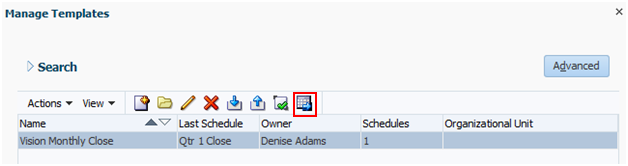 Manage Templates
Search
Advanced
Actions View
Name Last Schedule Owner Schedules Organizational Unit
Vision Monthly Close Qtr 1 Close Denise Adams 1